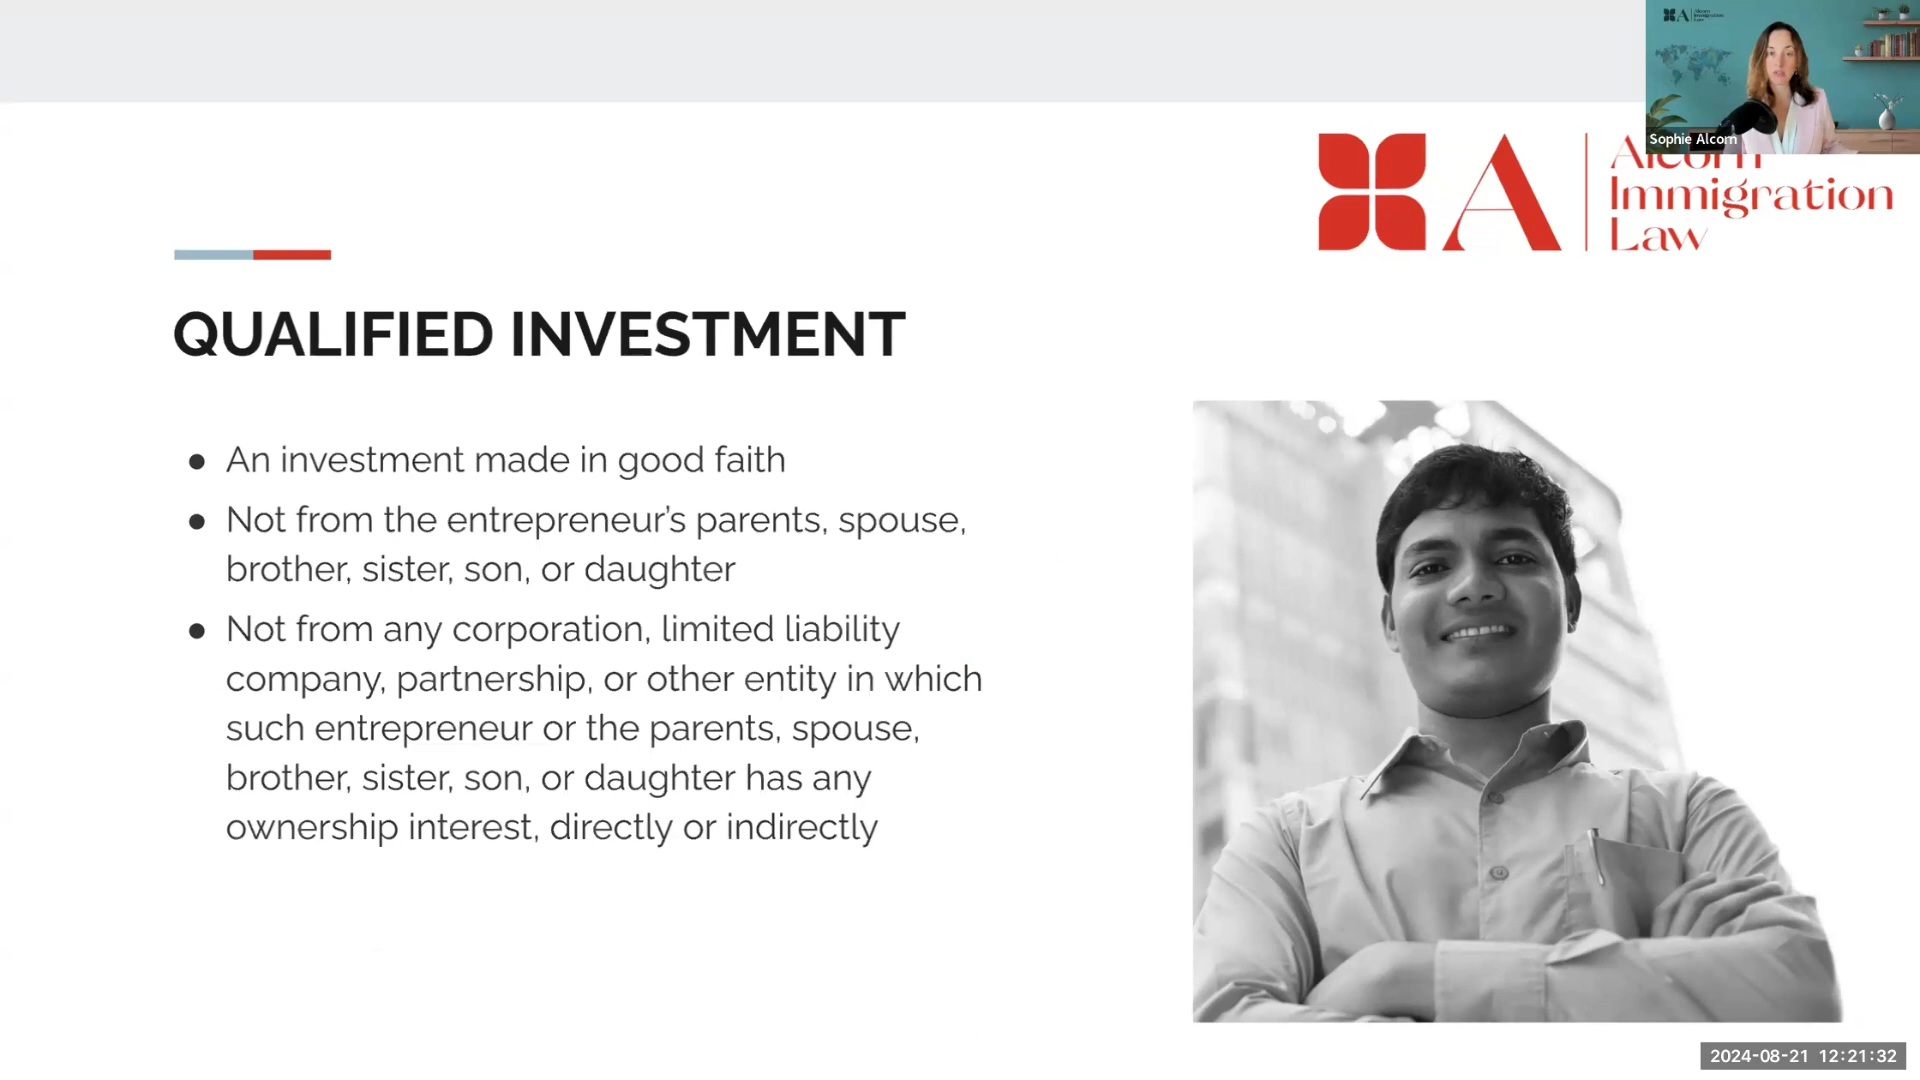 Sophie Alcorn
A
Alcorn
Immigration
Law
QUALIFIED INVESTMENT
● An investment made in good faith
● Not from the entrepreneur's parents, spouse,
brother, sister, son, or daughter
● Not from any corporation, limited liability
company, partnership, or other entity in which
such entrepreneur or the parents, spouse,
brother, sister, son, or daughter has any
ownership interest, directly or indirectly
2024-08-21 12:21:32